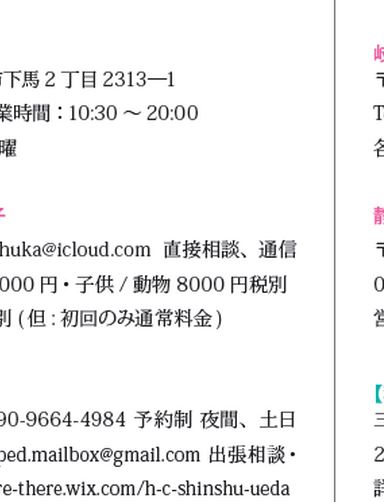 下馬 2 丁目 2313—1
業時間：10:30 ～ 20:00
曜
子
huka@icloud.com 直接相談、通信
000 円・子供 / 動物 8000 円税別
別 ( 但 : 初回のみ通常料金 )
90-9664-4984 予約制 夜間、土日
ped.mailbox@gmail.com 出張相談・
re-there.wix.com/h-c-shinshu-ueda
岐
〒
T
各
静
〒
0
営
【
三
2